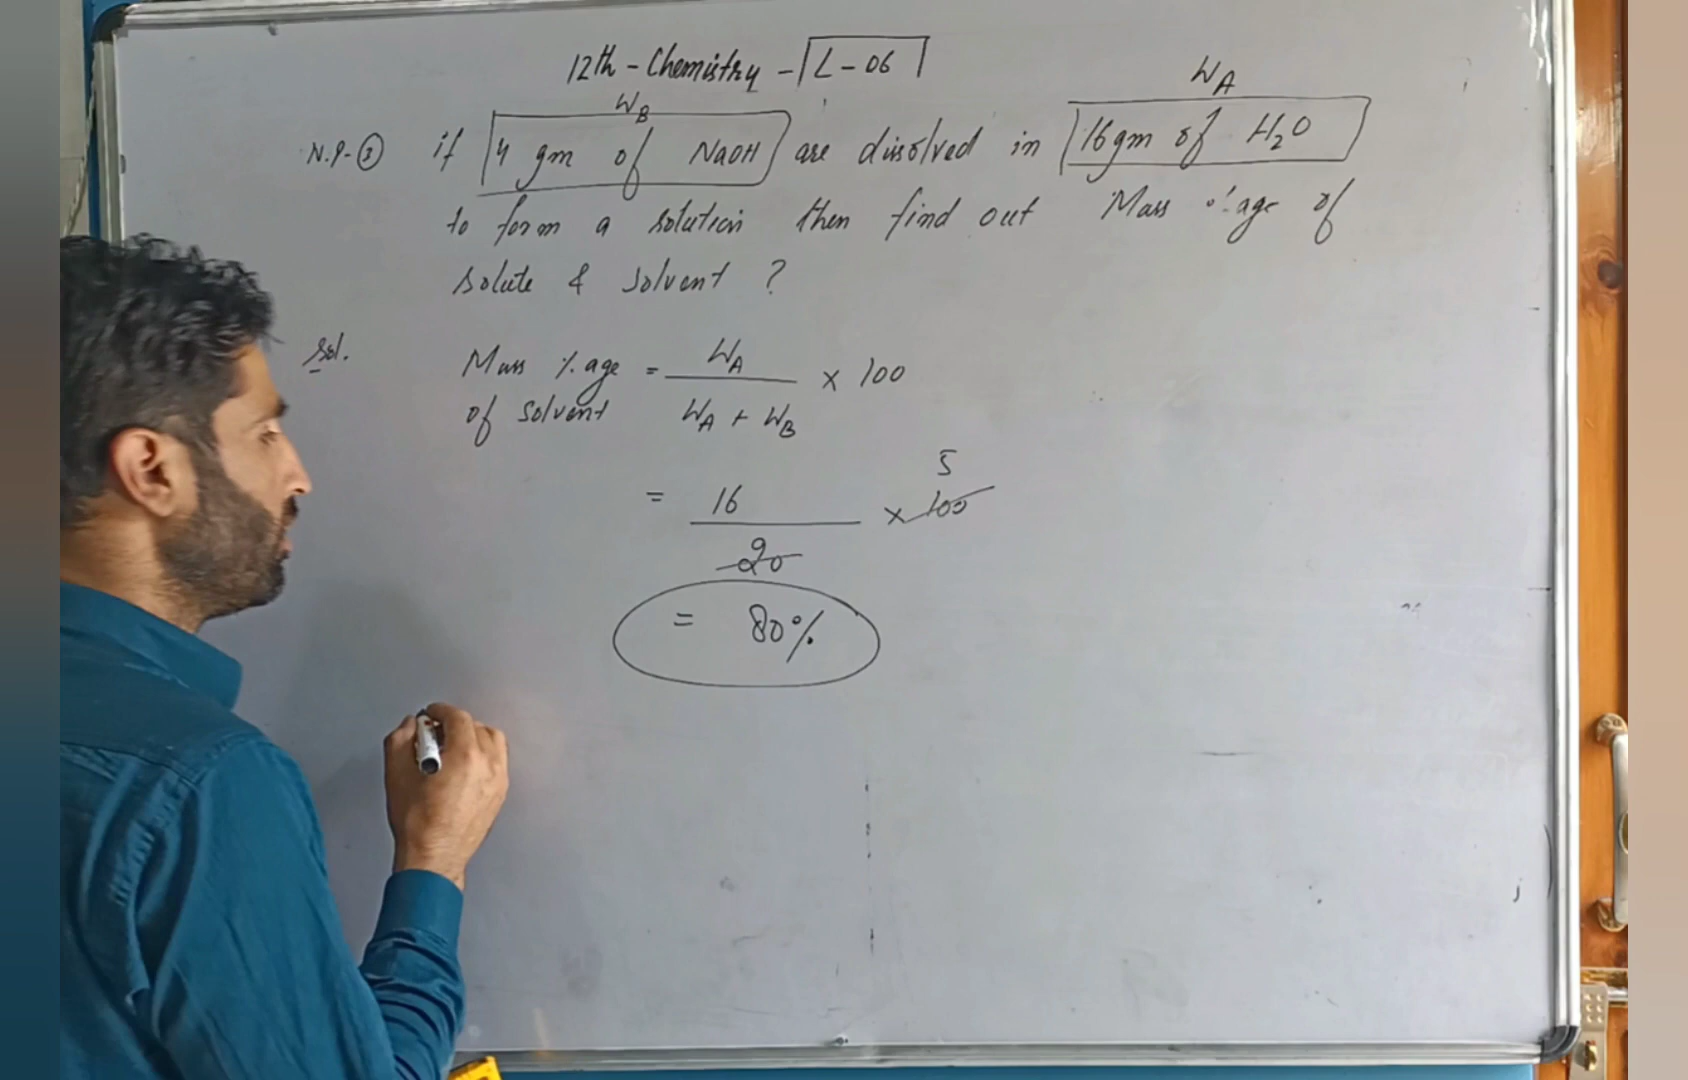 12th - Chemistry - L - 06
WB WA
N.P- ① if 4 gm of NaOH are dissolved in 16gm of H₂O
to form a solution then find out Mass %age of
solute & solvent ?
Sol. Mass %age = WA / WA + WB × 100
of solvent
= 16 / 20 × 100 5
= 80%